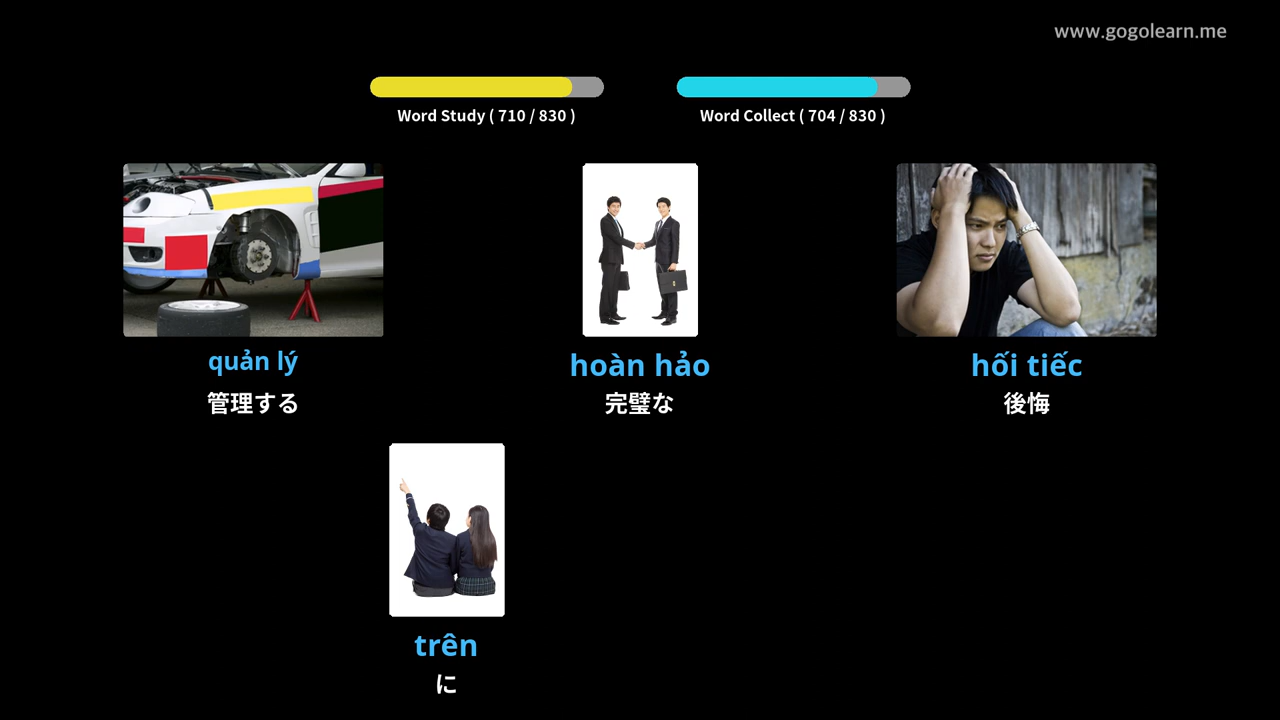 www.gogolearn.me
Word Study ( 710 / 830 )
Word Collect ( 704 / 830 )
quản lý
管理する
hoàn hảo
完璧な
hối tiếc
後悔
trên
に